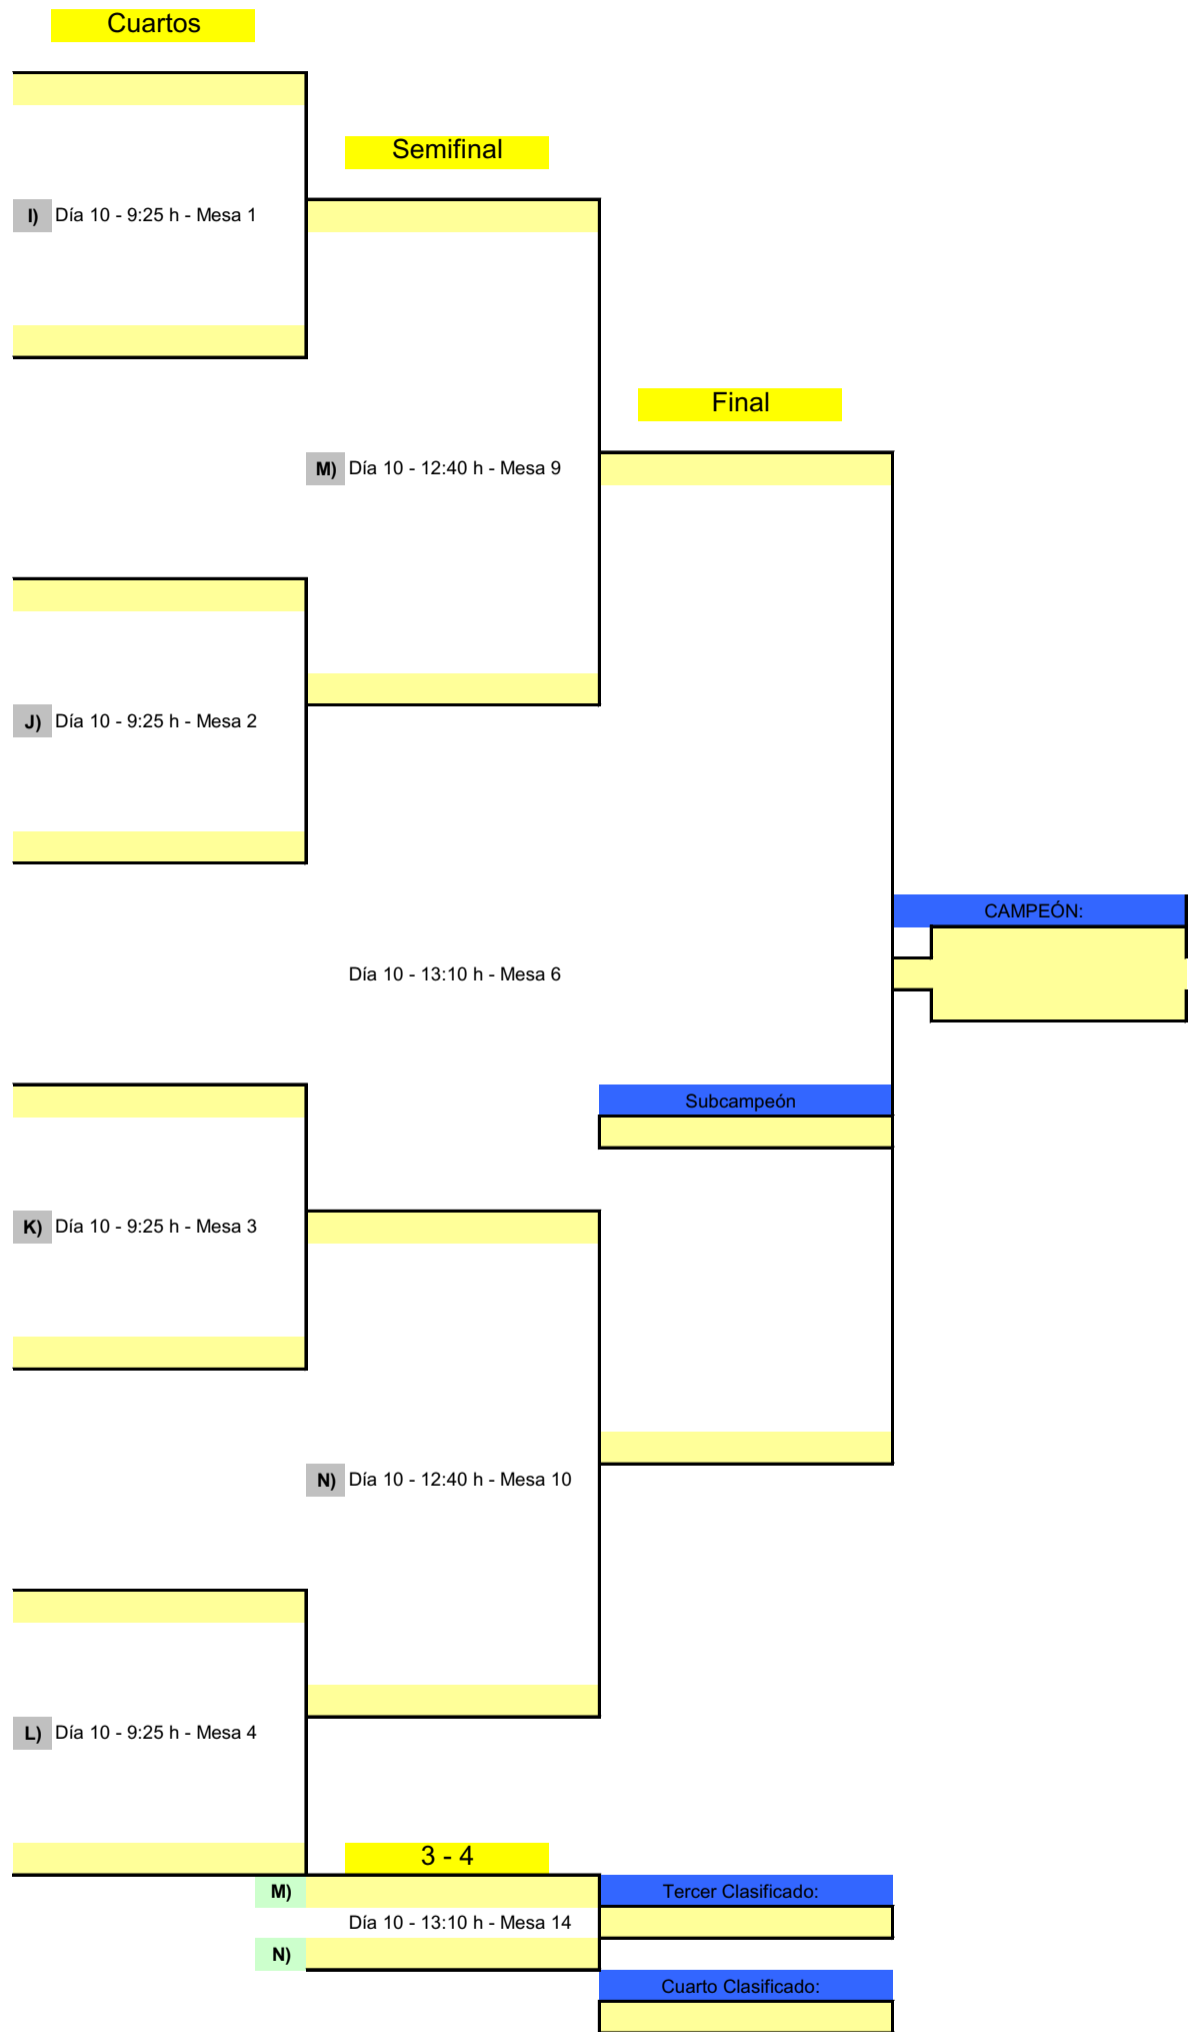 Cuartos
Semifinal
I) Día 10 - 9:25 h - Mesa 1
Final
M) Día 10 - 12:40 h - Mesa 9
J) Día 10 - 9:25 h - Mesa 2
CAMPEÓN:
Día 10 - 13:10 h - Mesa 6
Subcampeón
K) Día 10 - 9:25 h - Mesa 3
N) Día 10 - 12:40 h - Mesa 10
L) Día 10 - 9:25 h - Mesa 4
3 - 4
M)
Tercer Clasificado:
Día 10 - 13:10 h - Mesa 14
N)
Cuarto Clasificado: